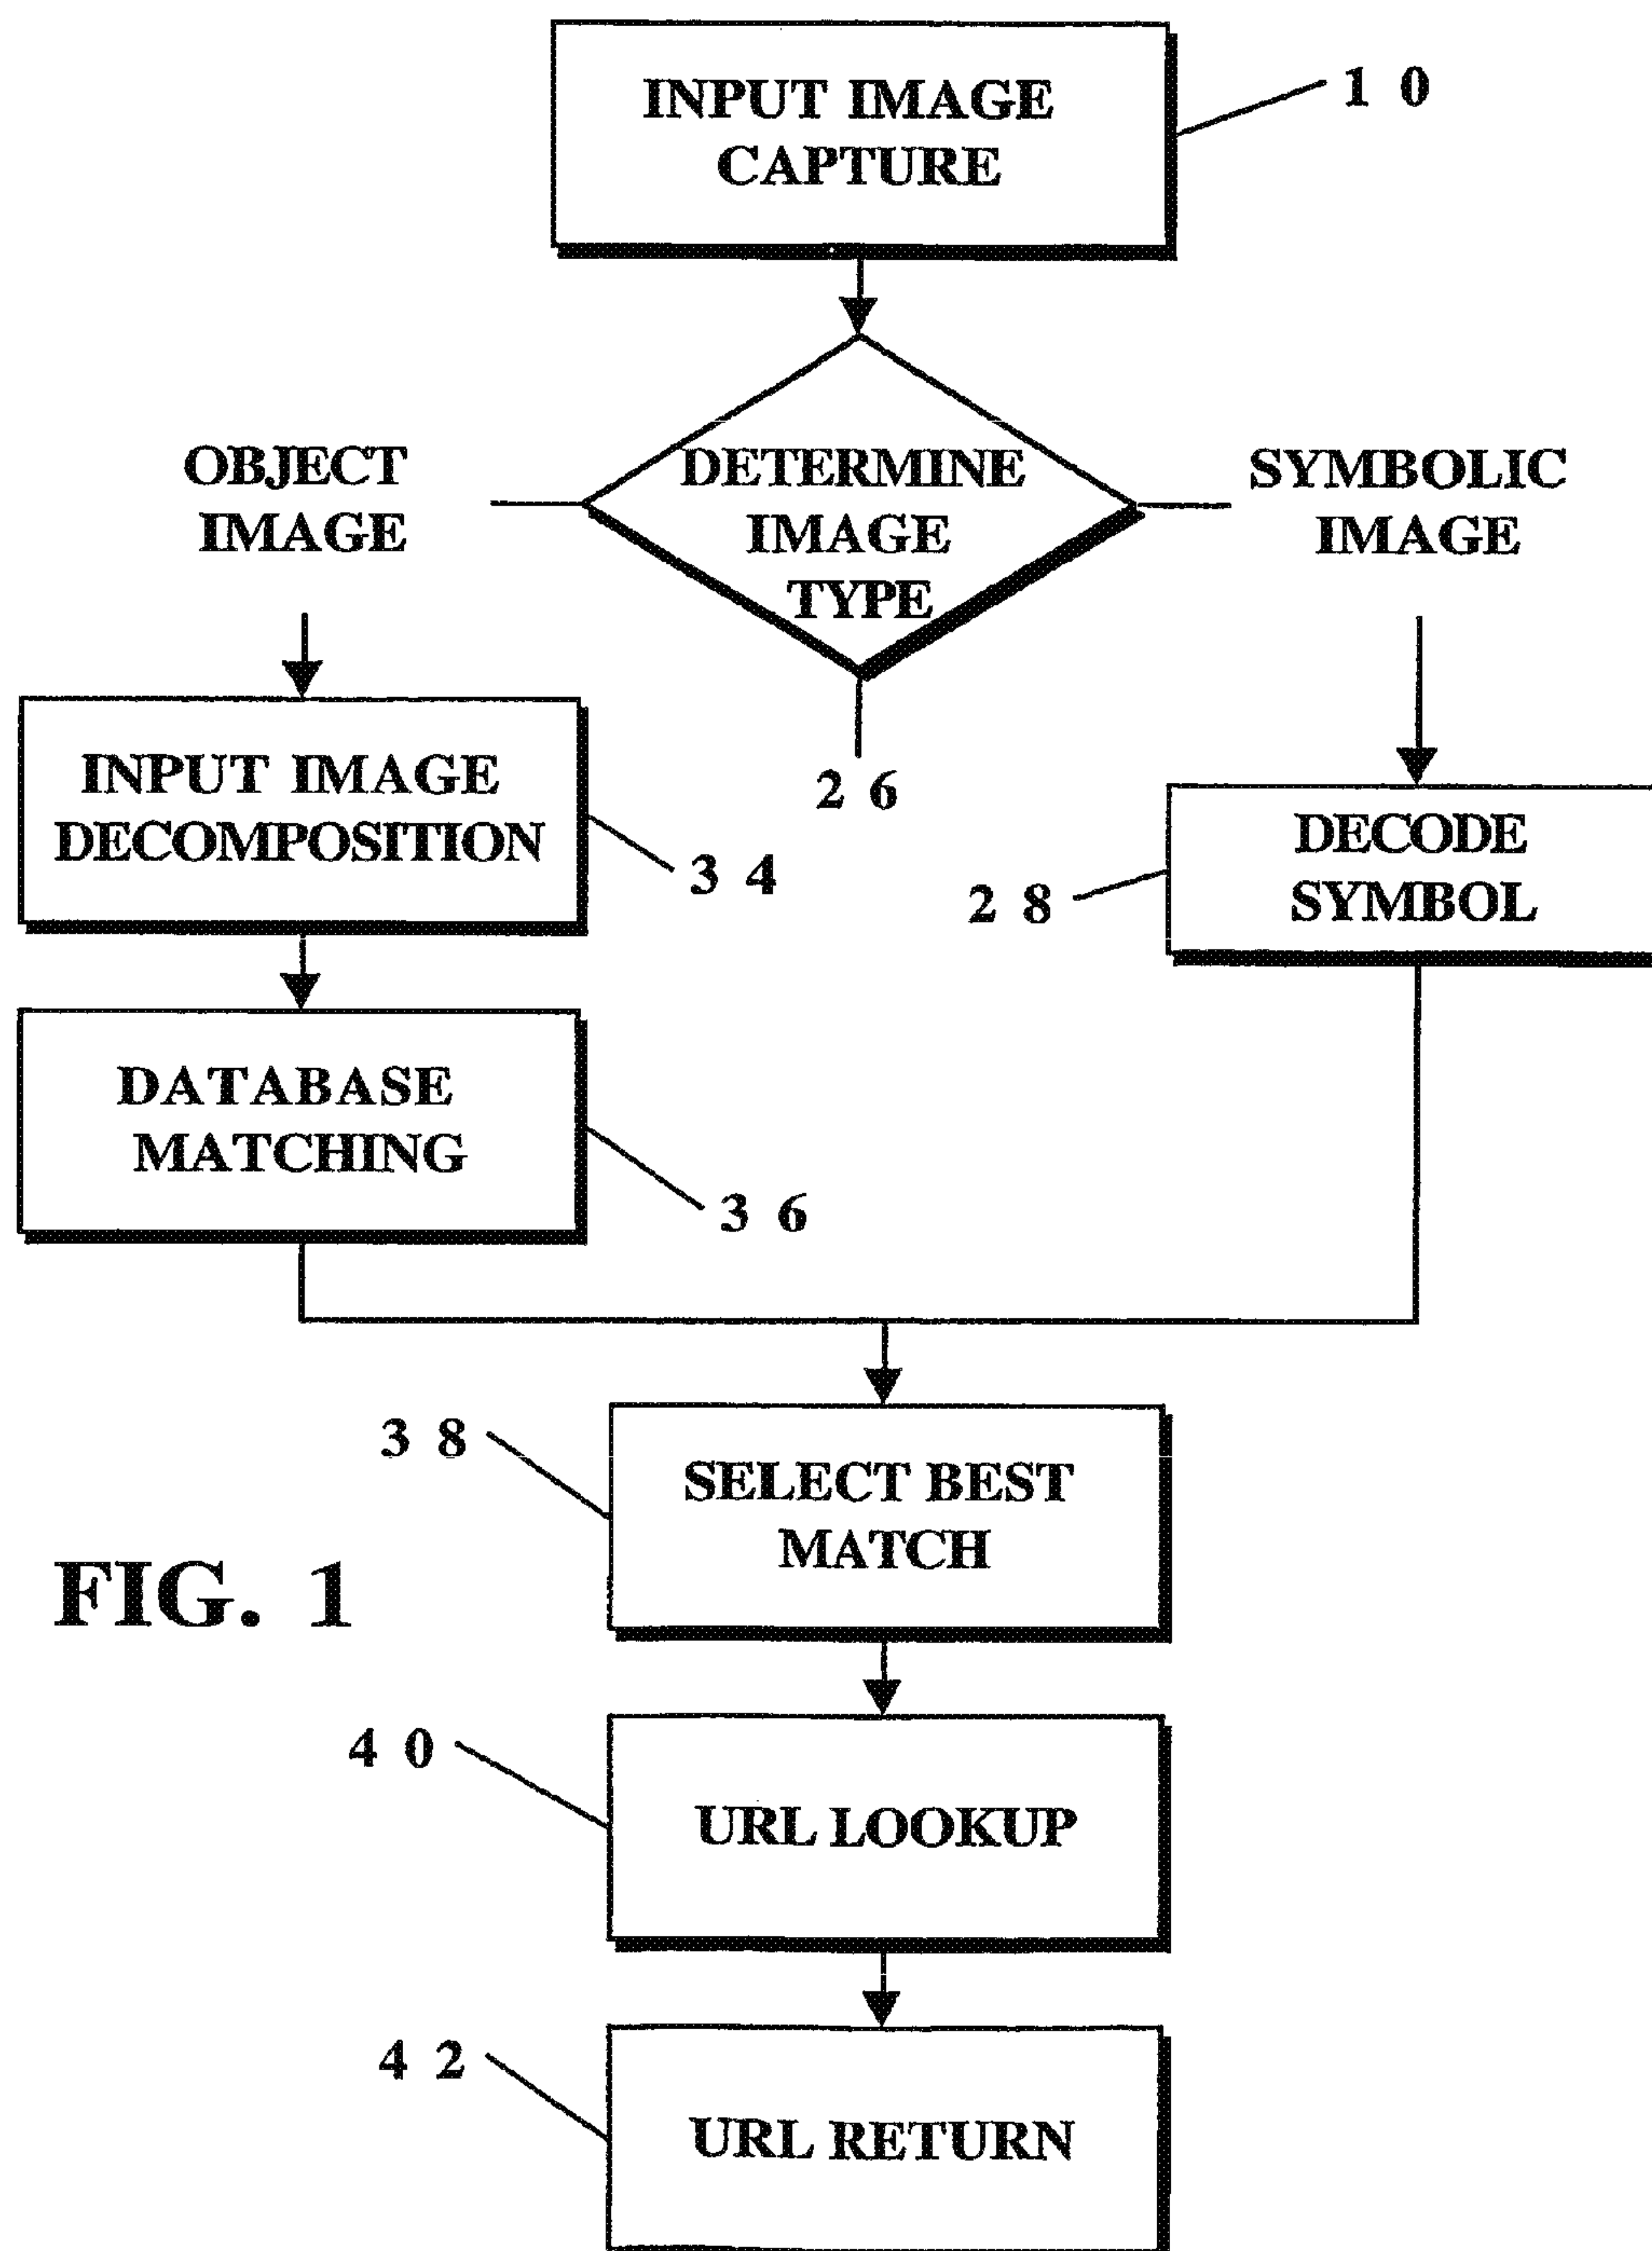 INPUT IMAGE
CAPTURE
1 0
OBJECT
IMAGE
DETERMINE
IMAGE
TYPE
SYMBOLIC
IMAGE
2 6
INPUT IMAGE
DECOMPOSITION
3 4
DECODE
SYMBOL
2 8
DATABASE
MATCHING
3 6
3 8
SELECT BEST
MATCH
FIG. 1
4 0
URL LOOKUP
4 2
URL RETURN